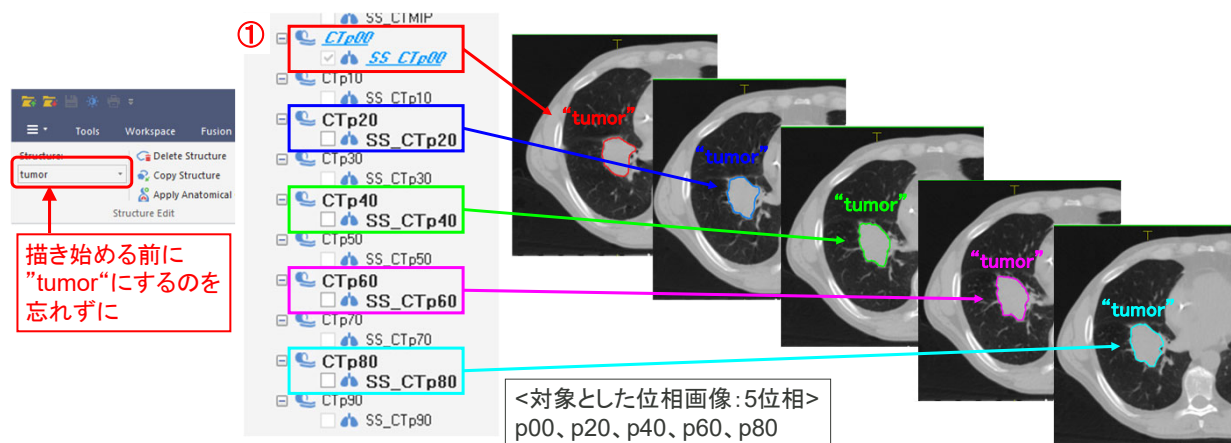 ①
SS_CTMIP
CTp00
SS_CTp00
CTp10
SS_CTp10
CTp20
SS_CTp20
CTp30
SS_CTp30
CTp40
SS_CTp40
CTp50
SS_CTp50
CTp60
SS_CTp60
CTp70
SS_CTp70
CTp80
SS_CTp80
CTp90
SS_CTp90
Tools Workspace Fusion
Structure:
tumor
Delete Structure
Copy Structure
Apply Anatomical
Structure Edit
描き始める前に
”tumor“にするのを
忘れずに
“tumor”
“tumor”
“tumor”
“tumor”
“tumor”
<対象とした位相画像:5位相>
p00、p20、p40、p60、p80